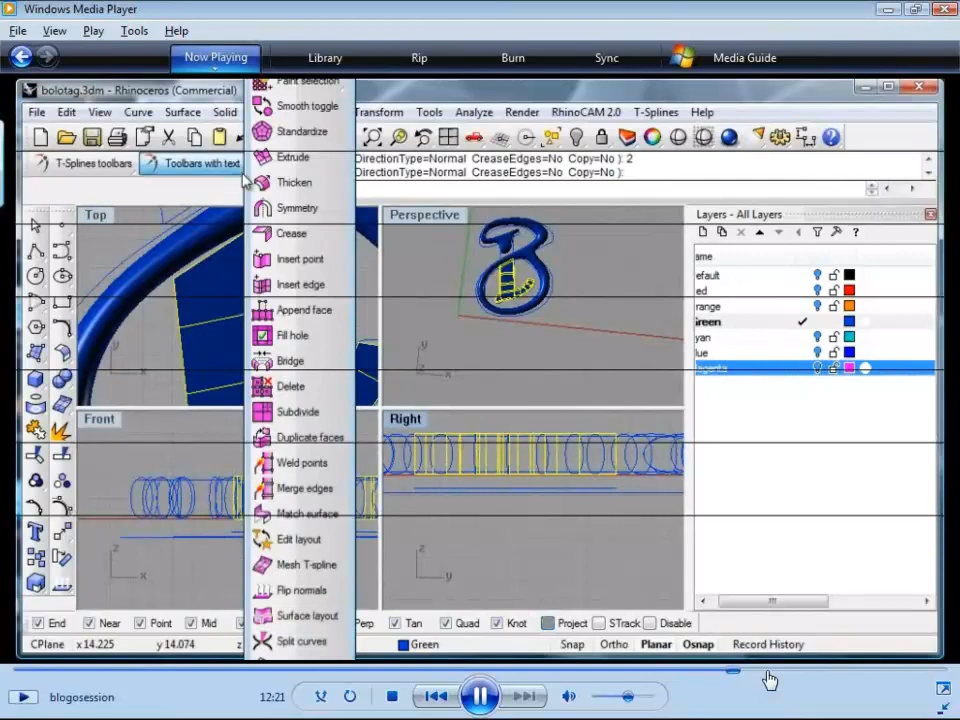 Windows Media Player
File View Play Tools Help
Now Playing Library Rip Burn Sync Media Guide
bolotag.3dm - Rhinoceros (Commercial)
File Edit View Curve Surface Solid Transform Tools Analyze Render RhinoCAM 2.0 T-Splines Help
T-Splines toolbars Toolbars with text
DirectionType=Normal CreaseEdges=No Copy=No ): 2
DirectionType=Normal CreaseEdges=No Copy=No ):
Paint selection
Smooth toggle
Standardize
Extrude
Thicken
Symmetry
Crease
Insert point
Insert edge
Append face
Fill hole
Bridge
Delete
Subdivide
Duplicate faces
Weld points
Merge edges
Match surface
Edit layout
Mesh T-spline
Flip normals
Surface layout
Split curves
Top
y
x
Perspective
y
x
Front
z
x
Right
z
y
Layers - All Layers
ame
efault
ed
range
reen
yan
lue
agenta
End Near Point Mid Perp Tan Quad Knot Project STrack Disable
CPlane x 14.225 y 14.074 z Green Snap Ortho Planar Osnap Record History
blogosession 12:21